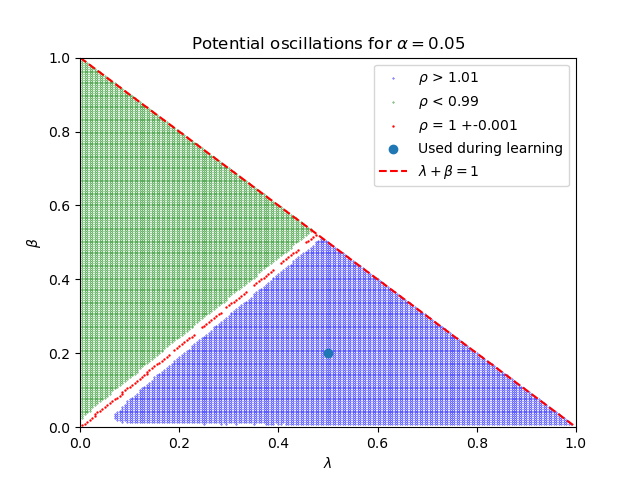 Potential oscillations for α = 0.05
1.0
0.8
0.6
0.4
0.2
0.0
β
ρ > 1.01
ρ < 0.99
ρ = 1 +-0.001
Used during learning
λ + β = 1
0.0 0.2 0.4 0.6 0.8 1.0
λ